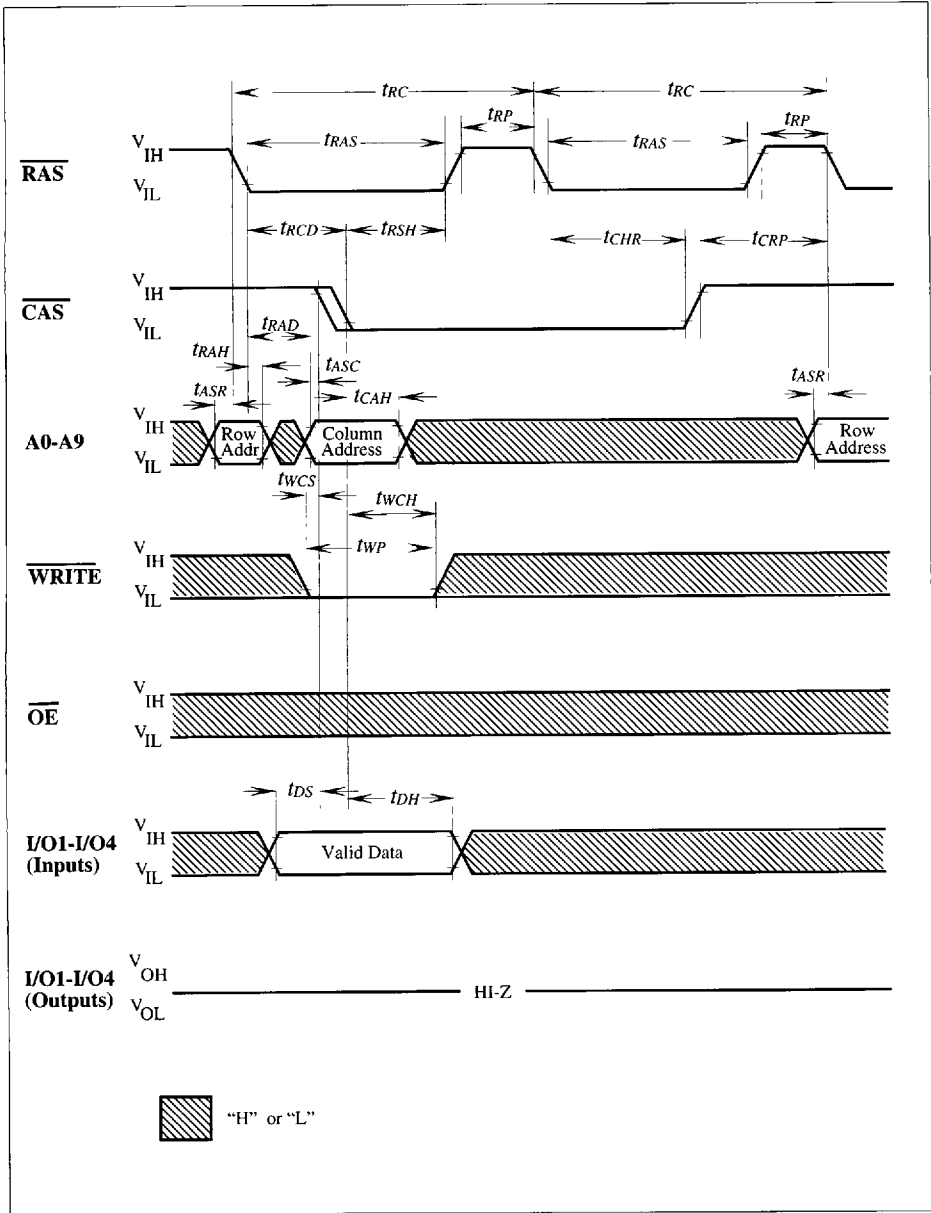 tRC tRC
tRP tRP
tRAS tRAS
RAS VIH
VIL
tRCD tRSH tCHR tCRP
CAS VIH
VIL
tRAD
tRAH tASC
tASR tCAH tASR
A0-A9 VIH
VIL
Row Addr
Column Address
Row Address
tWCS tWCH
tWP
WRITE VIH
VIL
OE VIH
VIL
tDS tDH
I/O1-I/O4 (Inputs) VIH
VIL
Valid Data
I/O1-I/O4 (Outputs) VOH
VOL
HI-Z
“H” or “L”